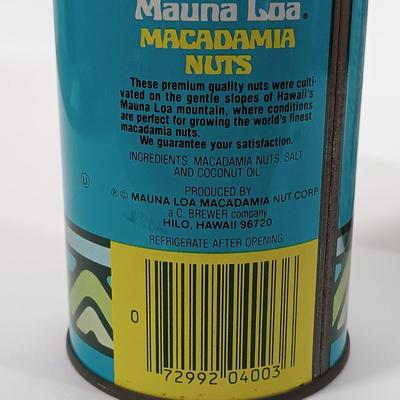 Mauna Loa®
MACADAMIA
NUTS
These premium quality nuts were culti-
vated on the gentle slopes of Hawaii's
Mauna Loa mountain, where conditions
are perfect for growing the world's finest
macadamia nuts.
We guarantee your satisfaction.
INGREDIENTS, MACADAMIA NUTS, SALT
AND COCONUT OIL
U
PRODUCED BY
®© MAUNA LOA MACADAMIA NUT CORP.
a C. BREWER company
HILO, HAWAII 96720
REFRIGERATE AFTER OPENING
0
72992 04003